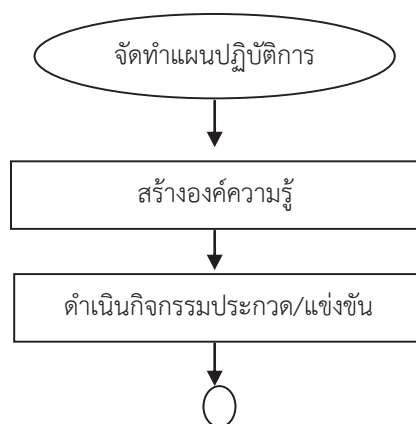 จัดทำแผนปฏิบัติการ
สร้างองค์ความรู้
ดำเนินกิจกรรมประกวด/แข่งขัน